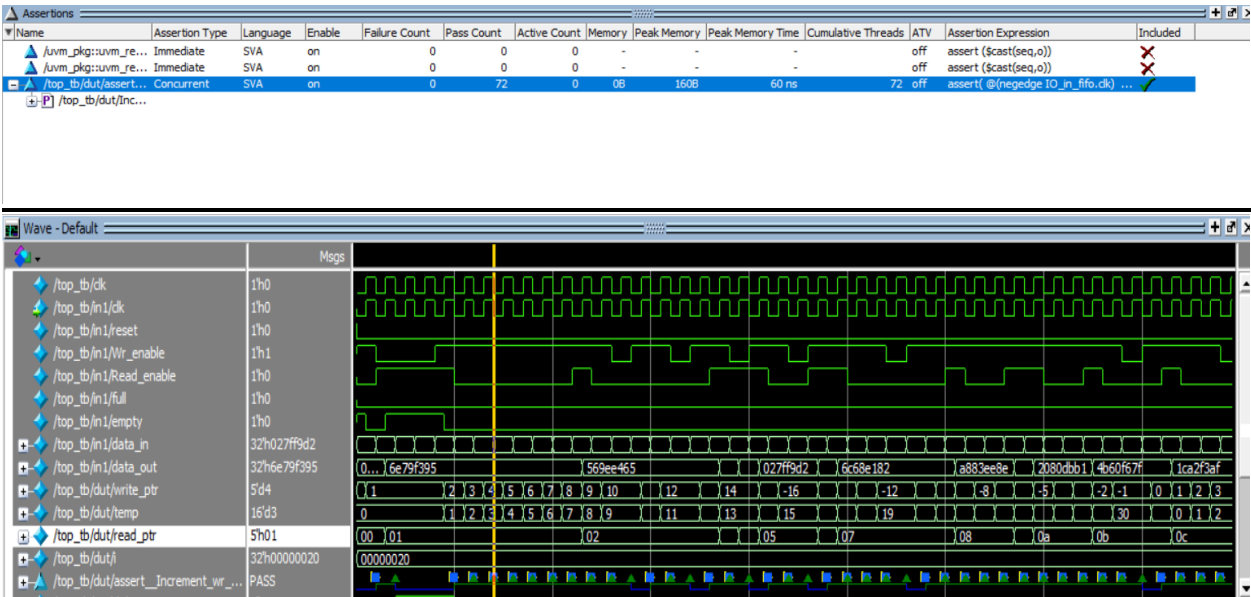 Assertions
Name Assertion Type Language Enable Failure Count Pass Count Active Count Memory Peak Memory Peak Memory Time Cumulative Threads ATV Assertion Expression Included
/uvm_pkg::uvm_re... Immediate SVA on 0 0 0 - - - off assert ($cast(seq,o))
/uvm_pkg::uvm_re... Immediate SVA on 0 0 0 - - - off assert ($cast(seq,o))
/top_tb/dut/assert... Concurrent SVA on 0 72 0 0B 160B 60 ns 72 off assert( @(negedge IO_in_fifo.clk) ...
P /top_tb/dut/Inc...
Wave - Default
Msgs
/top_tb/clk 1'h0
/top_tb/in1/clk 1'h0
/top_tb/in1/reset 1'h0
/top_tb/in1/Wr_enable 1'h1
/top_tb/in1/Read_enable 1'h0
/top_tb/in1/full 1'h0
/top_tb/in1/empty 1'h0
/top_tb/in1/data_in 32'h027ff9d2
/top_tb/in1/data_out 32'h6e79f395 0... 6e79f395 569ee465 027ff9d2 6c68e182 a883ee8e 2080dbb1 4b60f67f 1ca2f3af
/top_tb/dut/write_ptr 5'd4 1 2 3 4 5 6 7 8 9 10 12 14 -16 -12 -8 -5 -2 -1 0 1 2 3
/top_tb/dut/temp 16'd3 0 1 2 3 4 5 6 7 8 9 11 13 15 19 30 0 1 2
/top_tb/dut/read_ptr 5'h01 00 01 02 05 07 08 0a 0b 0c
/top_tb/dut/i 32'h00000020 00000020
/top_tb/dut/assert__Increment_wr_... PASS